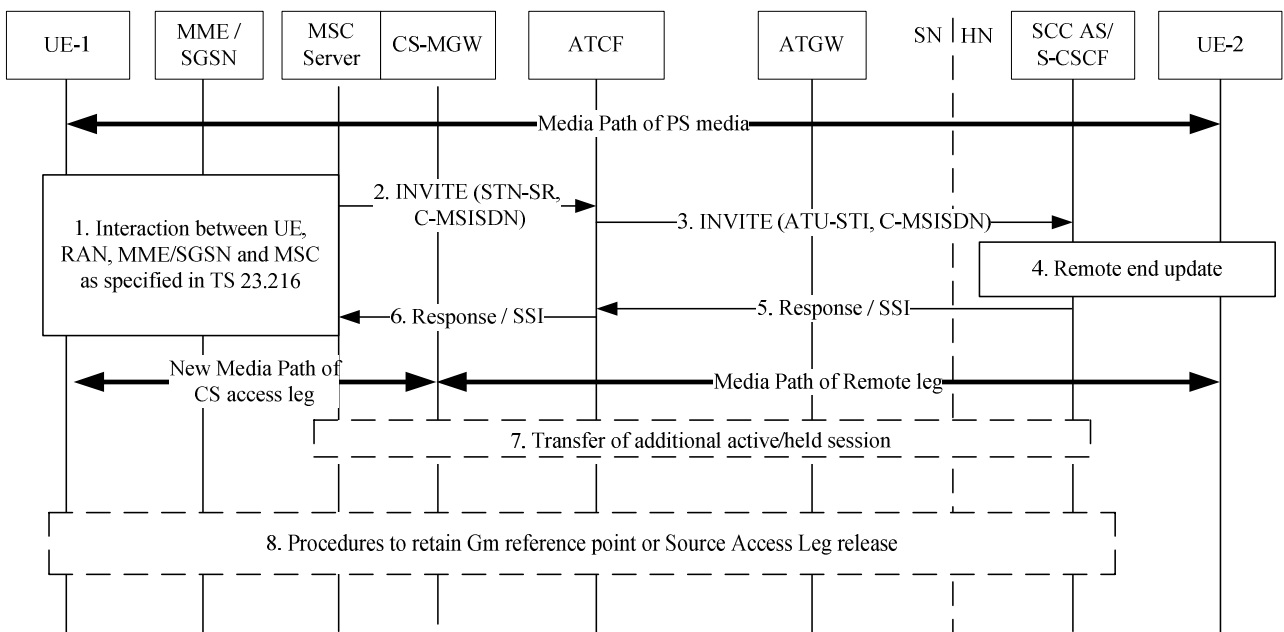 UE-1
MME /
SGSN
MSC
Server
CS-MGW
ATCF
ATGW
SN
HN
SCC AS/
S-CSCF
UE-2
Media Path of PS media
1. Interaction between UE,
RAN, MME/SGSN and MSC
as specified in TS 23.216
2. INVITE (STN-SR,
C-MSISDN)
3. INVITE (ATU-STI, C-MSISDN)
4. Remote end update
5. Response / SSI
6. Response / SSI
New Media Path of
CS access leg
Media Path of Remote leg
7. Transfer of additional active/held session
8. Procedures to retain Gm reference point or Source Access Leg release